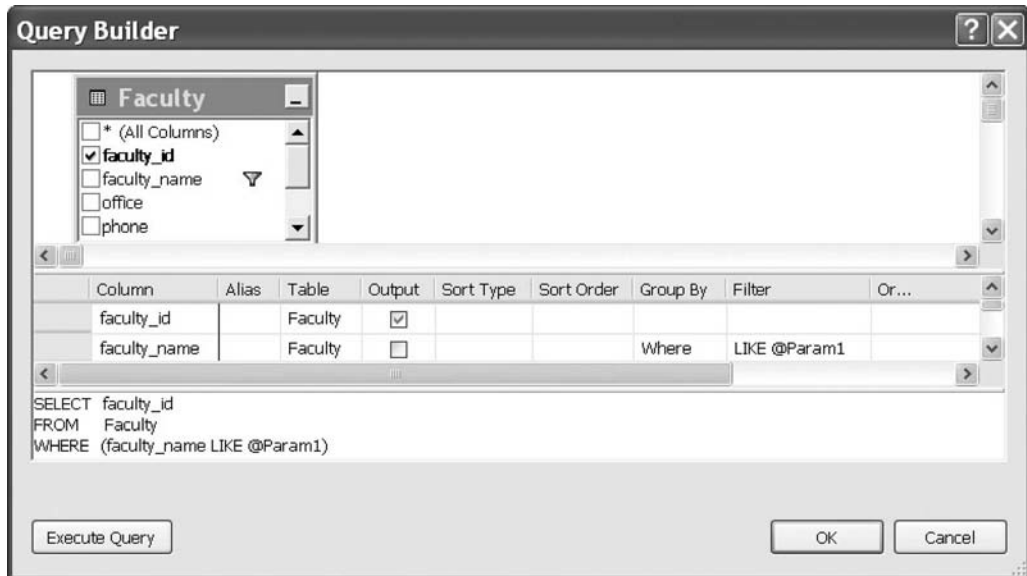 Query Builder
Faculty
* (All Columns)
faculty_id
faculty_name
office
phone
Column Alias Table Output Sort Type Sort Order Group By Filter Or...
faculty_id Faculty
faculty_name Faculty Where LIKE @Param1
SELECT faculty_id
FROM Faculty
WHERE (faculty_name LIKE @Param1)
Execute Query OK Cancel